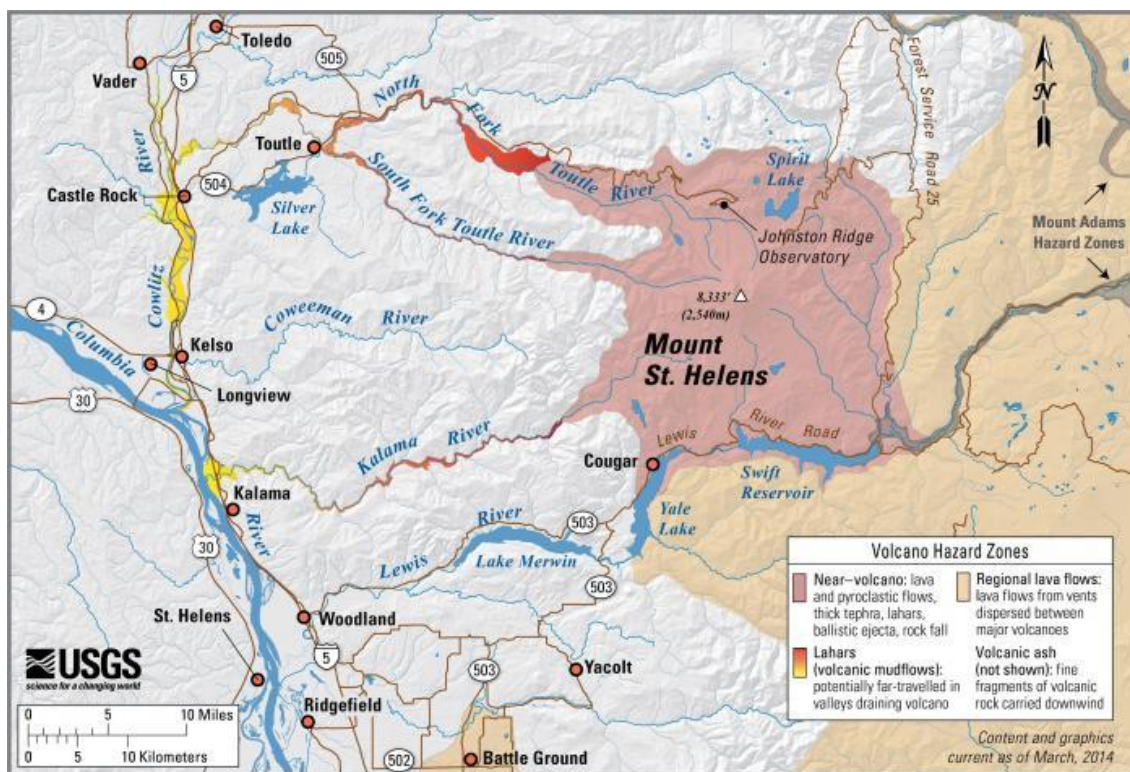 Toledo
Vader
5
505
River
North
Fork
Forest Service Road 25
N
Toutle
504
Castle Rock
Silver
Lake
South Fork Toutle River
Toutle River
Spirit
Lake
Johnston Ridge
Observatory
Mount Adams
Hazard Zones
4
Columbia
Cowlitz
Coweeman River
8,333'
(2,540m)
Mount
St. Helens
Kelso
Longview
30
Kalama River
Lewis River Road
Cougar
Swift
Reservoir
Yale
Lake
Kalama
River
30
Lewis River
503
Lake Merwin
503
St. Helens
Woodland
5
503
Yacolt
Ridgefield
502
Battle Ground
USGS
science for a changing world
0 5 10 Miles
0 5 10 Kilometers
Volcano Hazard Zones
Near–volcano: lava
and pyroclastic flows,
thick tephra, lahars,
ballistic ejecta, rock fall
Lahars
(volcanic mudflows):
potentially far-travelled in
valleys draining volcano
Regional lava flows:
lava flows from vents
dispersed between
major volcanoes
Volcanic ash
(not shown): fine
fragments of volcanic
rock carried downwind
Content and graphics
current as of March, 2014